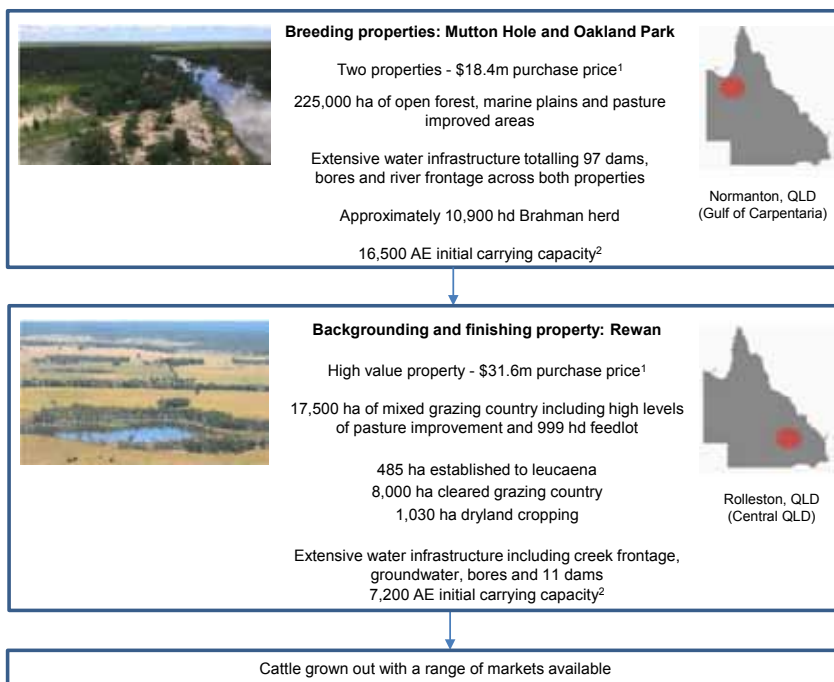 Breeding properties: Mutton Hole and Oakland Park
Two properties - $18.4m purchase price¹
225,000 ha of open forest, marine plains and pasture
improved areas
Extensive water infrastructure totalling 97 dams,
bores and river frontage across both properties
Approximately 10,900 hd Brahman herd
16,500 AE initial carrying capacity²
Normanton, QLD
(Gulf of Carpentaria)
Backgrounding and finishing property: Rewan
High value property - $31.6m purchase price¹
17,500 ha of mixed grazing country including high levels
of pasture improvement and 999 hd feedlot
485 ha established to leucaena
8,000 ha cleared grazing country
1,030 ha dryland cropping
Extensive water infrastructure including creek frontage,
groundwater, bores and 11 dams
7,200 AE initial carrying capacity²
Rolleston, QLD
(Central QLD)
Cattle grown out with a range of markets available